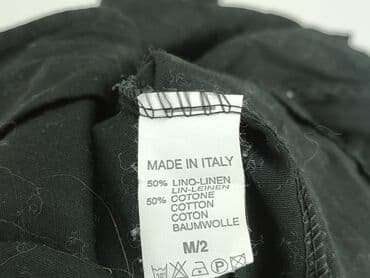 MADE IN ITALY
50% LINO-LINEN
LIN-LEINEN
50% COTONE
COTTON
COTON
BAUMWOLLE
M/2